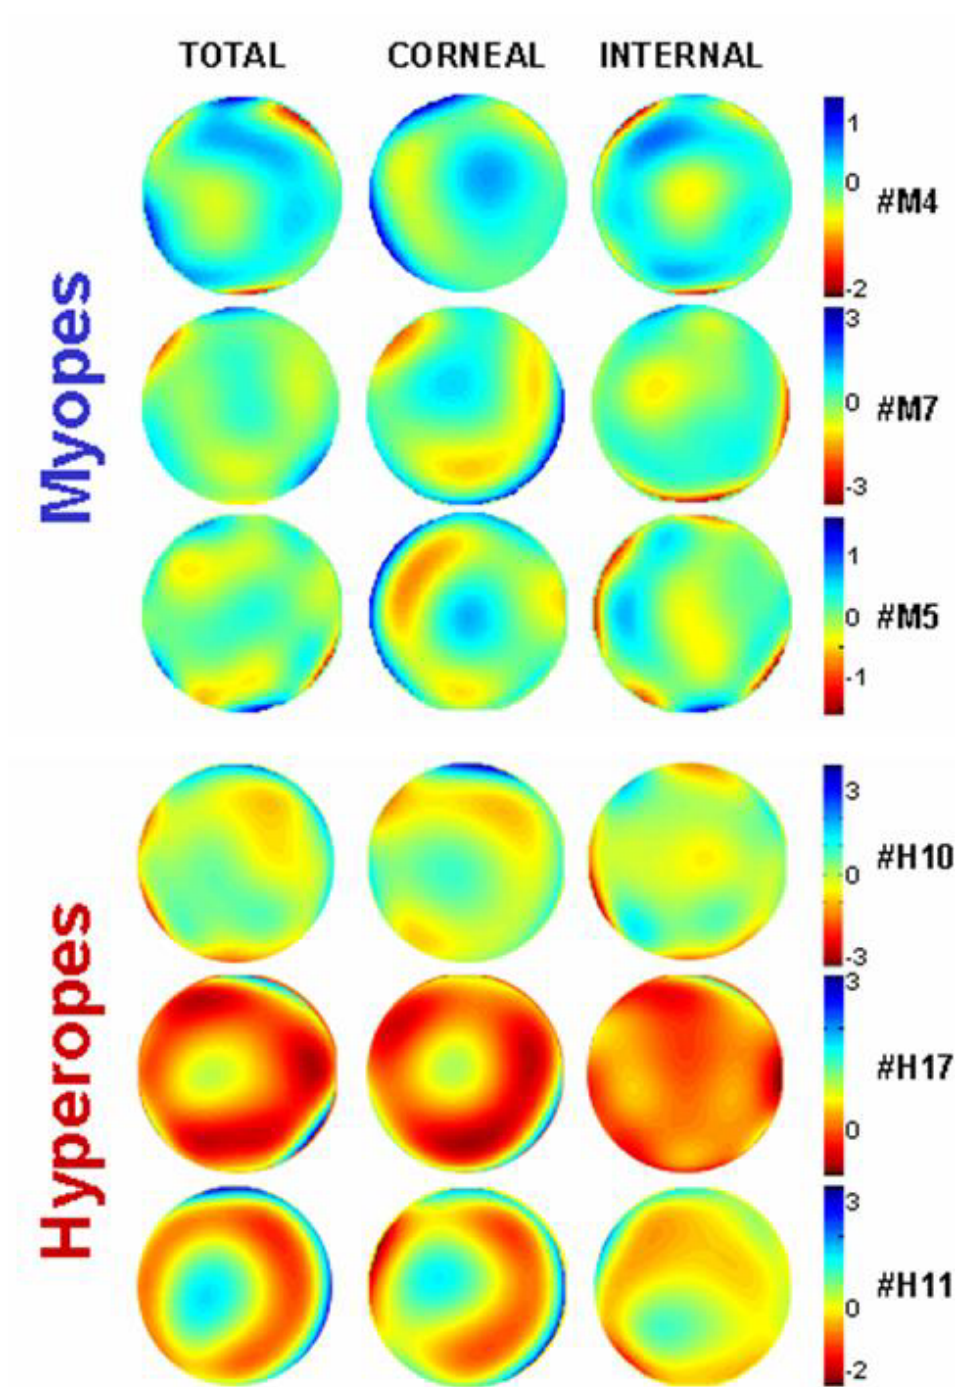 TOTAL CORNEAL INTERNAL
Myopes
1
0
-2
#M4
3
0
-3
#M7
1
0
-1
#M5
Hyperopes
3
0
-3
#H10
3
0
#H17
3
0
-2
#H11